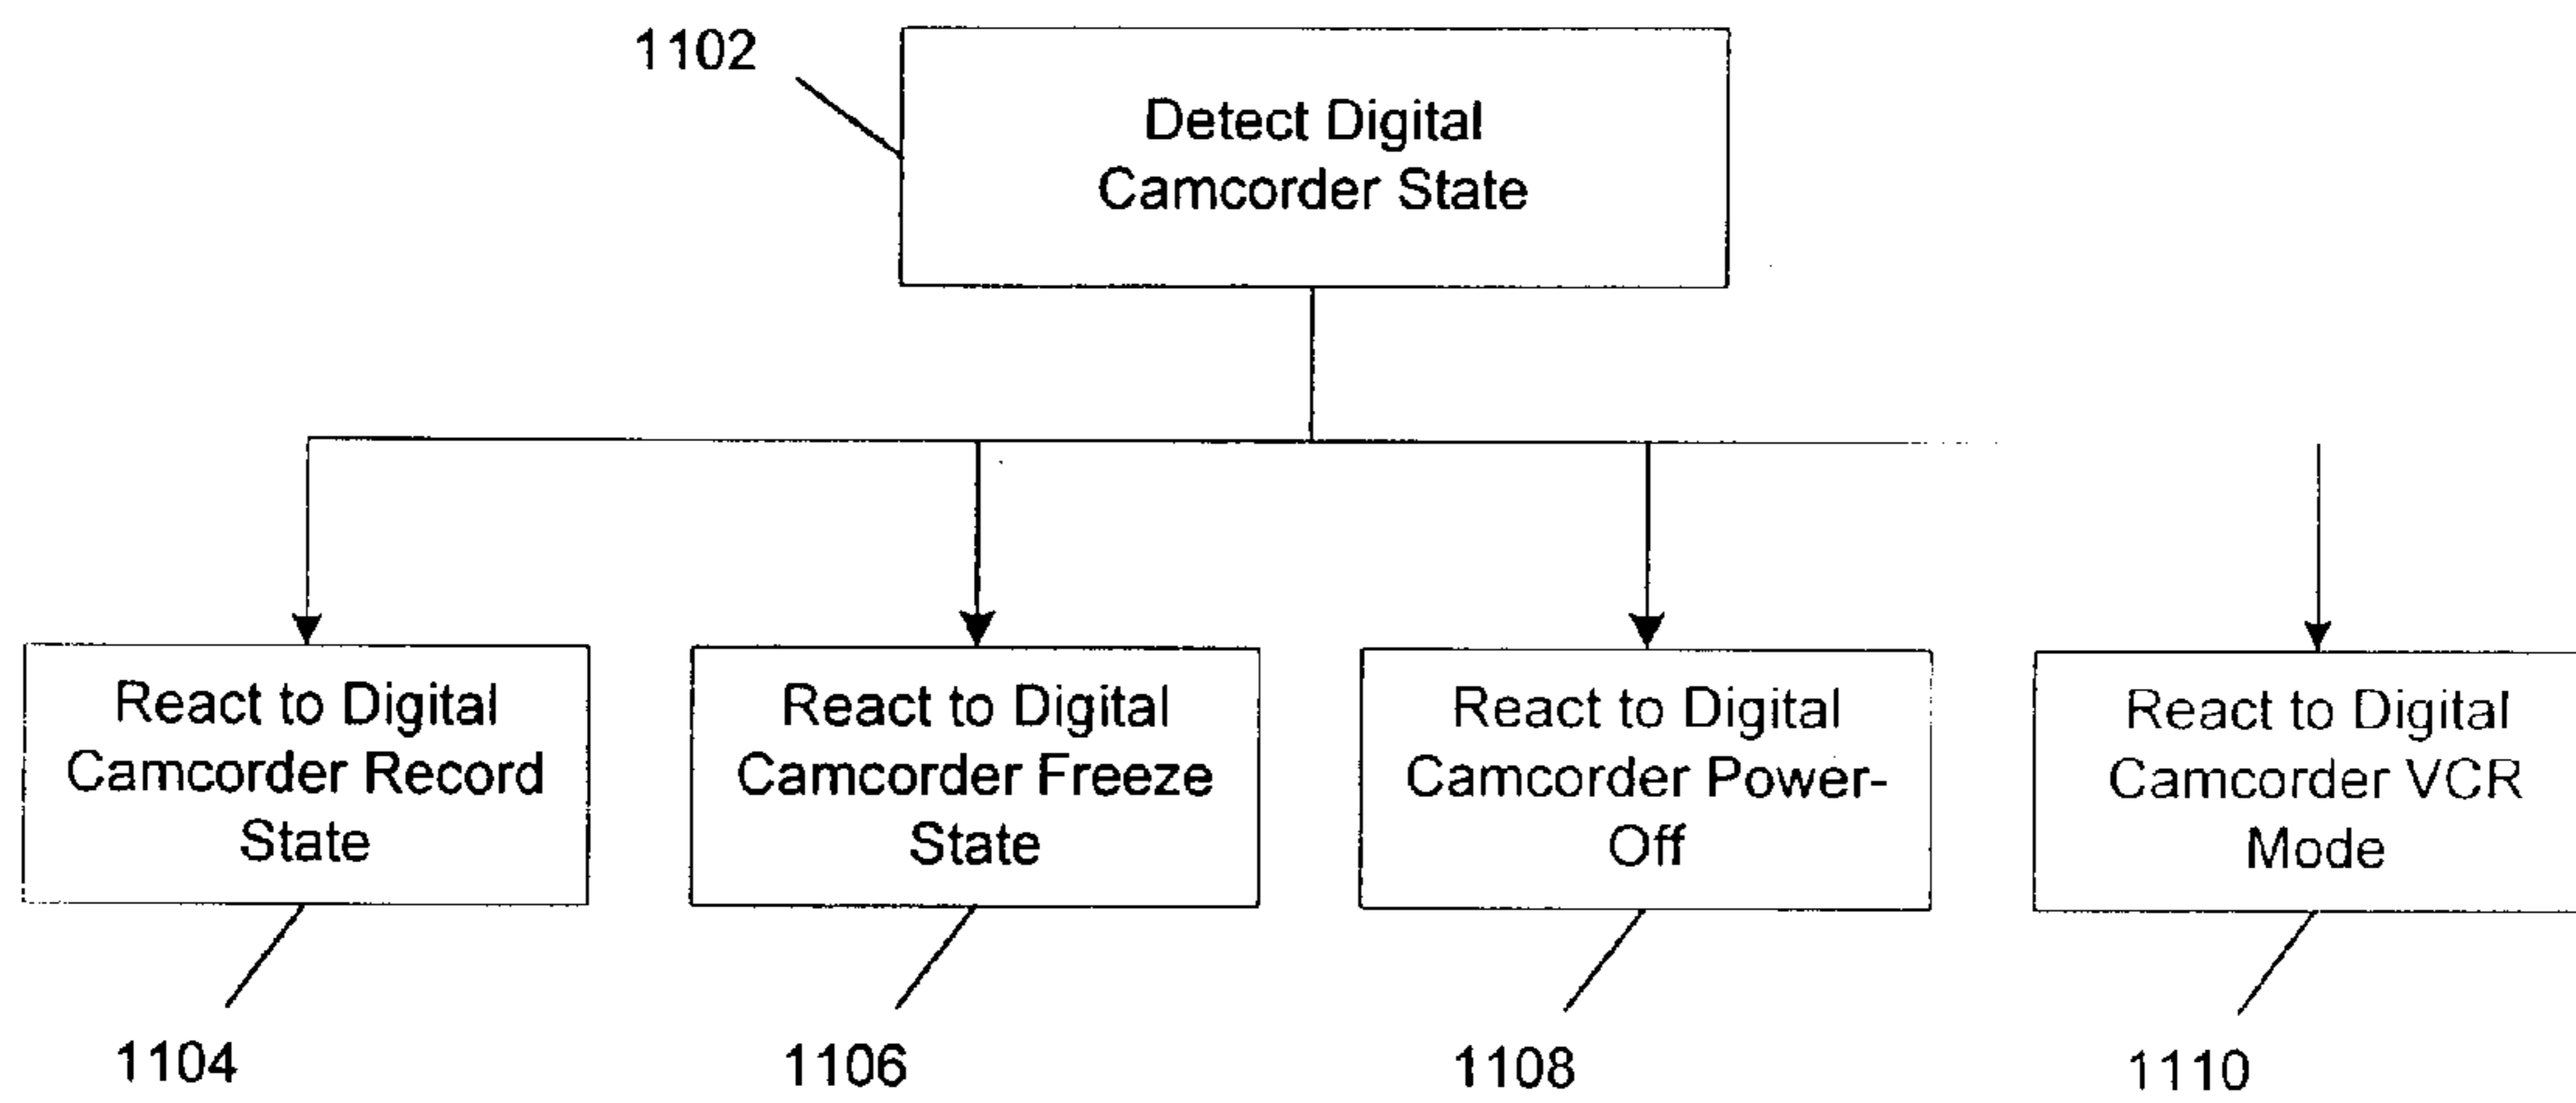 1102
Detect Digital
Camcorder State
React to Digital
Camcorder Record
State
React to Digital
Camcorder Freeze
State
React to Digital
Camcorder Power-
Off
React to Digital
Camcorder VCR
Mode
1104
1106
1108
1110